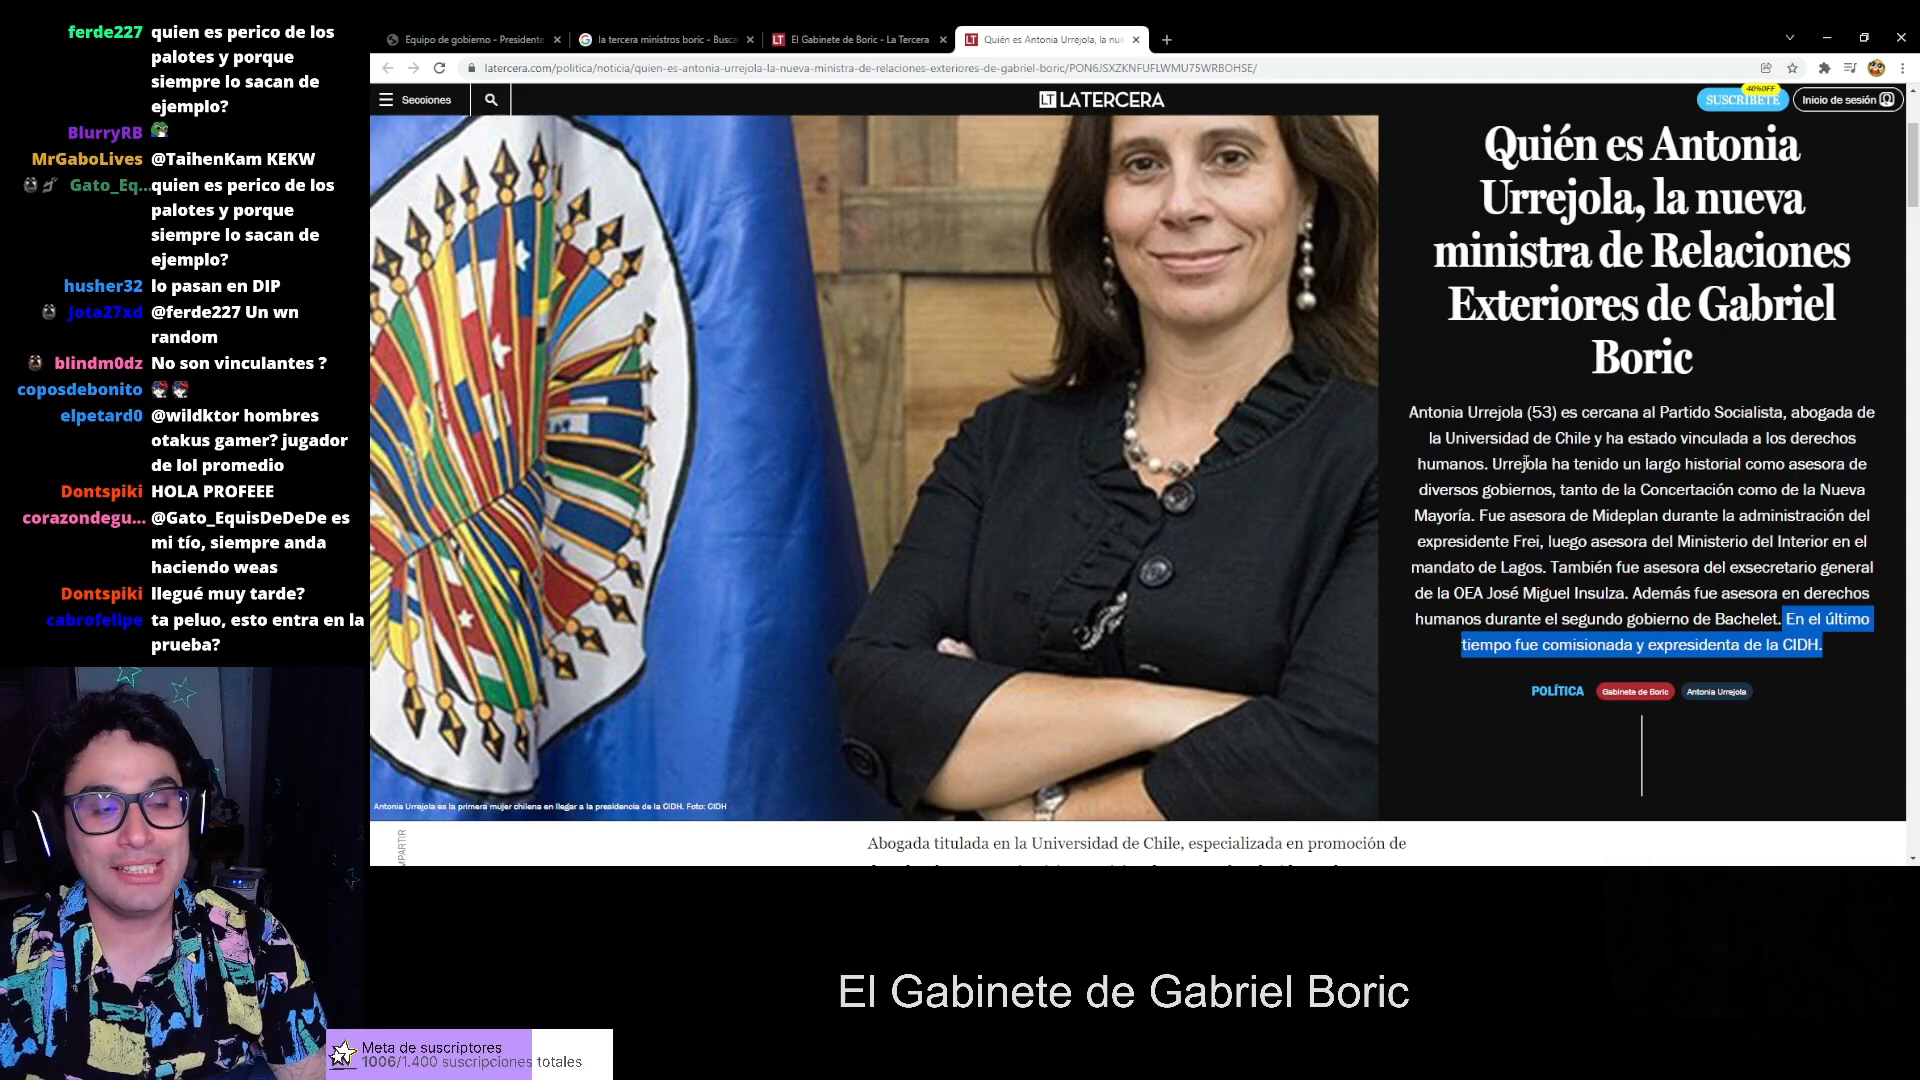 ferde227 quien es perico de los
palotes y porque
siempre lo sacan de
ejemplo?
BlurryRB
MrGaboLives @TaihenKam KEKW
Gato_Eq... quien es perico de los
palotes y porque
siempre lo sacan de
ejemplo?
husher32 lo pasan en DIP
Jota27xd @ferde227 Un wn
random
blindm0dz No son vinculantes ?
coposdebonito
elpetard0 @wildktor hombres
otakus gamer? jugador
de lol promedio
Dontspiki HOLA PROFEEE
corazondegu... @Gato_EquisDeDeDe es
mi tío, siempre anda
haciendo weas
Dontspiki llegué muy tarde?
cabrofelipe ta peluo, esto entra en la
prueba?
Equipo de gobierno - Presidente
la tercera ministros boric - Busca
El Gabinete de Boric - La Tercera
Quién es Antonia Urrejola, la nue
latercera.com/politica/noticia/quien-es-antonia-urrejola-la-nueva-ministra-de-relaciones-exteriores-de-gabriel-boric/PON6JSXZKNFUFLWMU75WRBOHSE/
Secciones
LT LATERCERA
40%OFF
SUSCRÍBETE
Inicio de sesión
Quién es Antonia
Urrejola, la nueva
ministra de Relaciones
Exteriores de Gabriel
Boric
Antonia Urrejola (53) es cercana al Partido Socialista, abogada de
la Universidad de Chile y ha estado vinculada a los derechos
humanos. Urrejola ha tenido un largo historial como asesora de
diversos gobiernos, tanto de la Concertación como de la Nueva
Mayoría. Fue asesora de Mideplan durante la administración del
expresidente Frei, luego asesora del Ministerio del Interior en el
mandato de Lagos. También fue asesora del exsecretario general
de la OEA José Miguel Insulza. Además fue asesora en derechos
humanos durante el segundo gobierno de Bachelet. En el último
tiempo fue comisionada y expresidenta de la CIDH.
POLÍTICA
Gabinete de Boric
Antonia Urrejola
Antonia Urrejola es la primera mujer chilena en llegar a la presidencia de la CIDH. Foto: CIDH
Abogada titulada en la Universidad de Chile, especializada en promoción de
El Gabinete de Gabriel Boric
Meta de suscriptores
1006/1.400 suscripciones totales